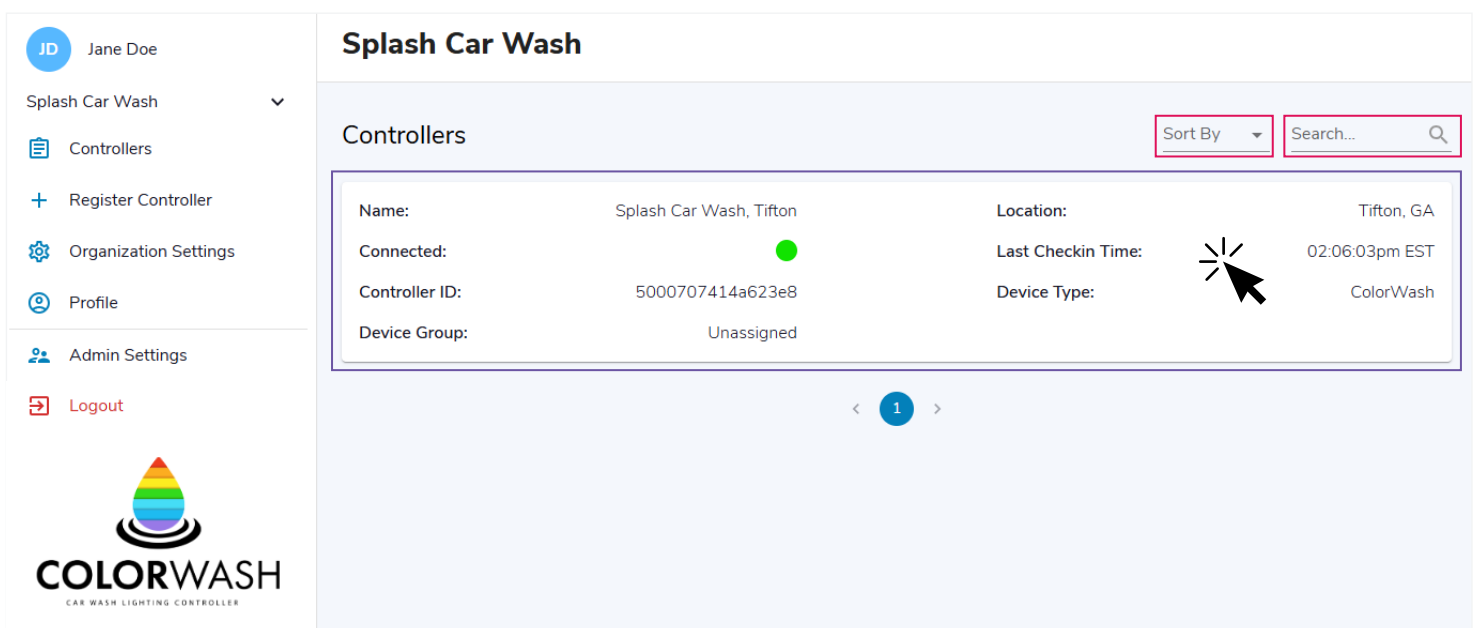 JD Jane Doe
Splash Car Wash
Controllers
Register Controller
Organization Settings
Profile
Admin Settings
Logout
COLORWASH
CAR WASH LIGHTING CONTROLLER
Splash Car Wash
Controllers
Sort By
Search...
Name: Splash Car Wash, Tifton
Location: Tifton, GA
Connected:
Last Checkin Time: 02:06:03pm EST
Controller ID: 5000707414a623e8
Device Type: ColorWash
Device Group: Unassigned
< 1 >